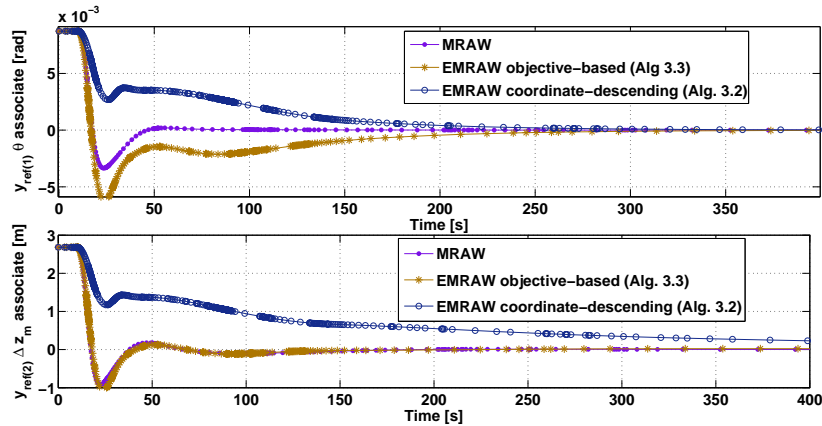 x 10⁻³
y_ref(1) θ associate [rad]
5
0
−5
MRAW
EMRAW objective−based (Alg 3.3)
EMRAW coordinate−descending (Alg. 3.2)
0 50 100 150 200 250 300 350
Time [s]
y_ref(2) Δ z_m associate [m]
3
2
1
0
−1
MRAW
EMRAW objective−based (Alg. 3.3)
EMRAW coordinate−descending (Alg. 3.2)
0 50 100 150 200 250 300 350 400
Time [s]